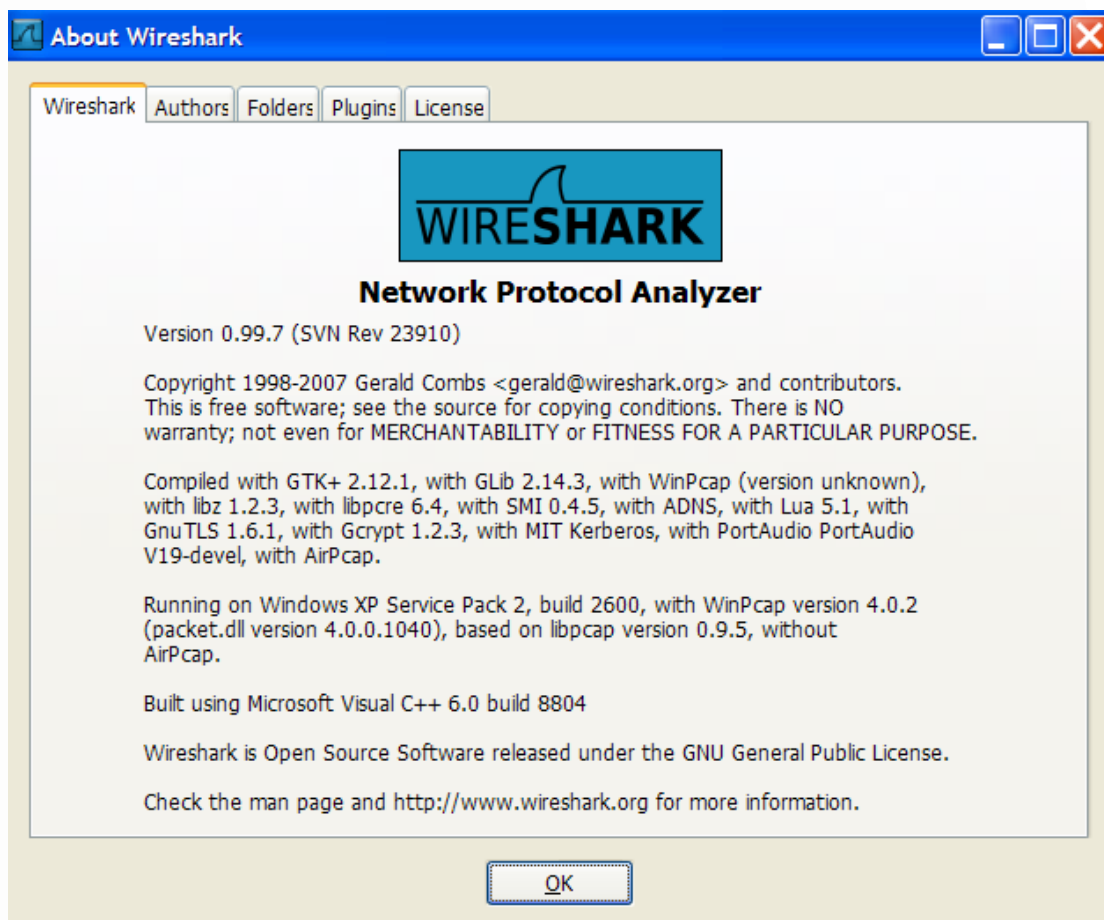 About Wireshark
Wireshark Authors Folders Plugins License
WIRESHARK
Network Protocol Analyzer
Version 0.99.7 (SVN Rev 23910)
Copyright 1998-2007 Gerald Combs <gerald@wireshark.org> and contributors.
This is free software; see the source for copying conditions. There is NO
warranty; not even for MERCHANTABILITY or FITNESS FOR A PARTICULAR PURPOSE.
Compiled with GTK+ 2.12.1, with GLib 2.14.3, with WinPcap (version unknown),
with libz 1.2.3, with libpcre 6.4, with SMI 0.4.5, with ADNS, with Lua 5.1, with
GnuTLS 1.6.1, with Gcrypt 1.2.3, with MIT Kerberos, with PortAudio PortAudio
V19-devel, with AirPcap.
Running on Windows XP Service Pack 2, build 2600, with WinPcap version 4.0.2
(packet.dll version 4.0.0.1040), based on libpcap version 0.9.5, without
AirPcap.
Built using Microsoft Visual C++ 6.0 build 8804
Wireshark is Open Source Software released under the GNU General Public License.
Check the man page and http://www.wireshark.org for more information.
OK